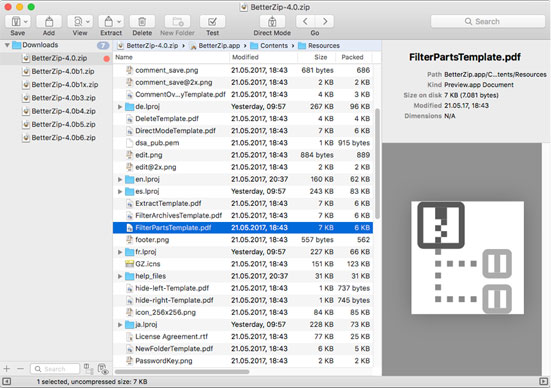 BetterZip-4.0.zip
Save Add View Extract Delete New Folder Test Direct Mode Go Search
Downloads 7
BetterZip-4.0.zip
BetterZip-4.0b1.zip
BetterZip-4.0b1x.zip
BetterZip-4.0b3.zip
BetterZip-4.0b4.zip
BetterZip-4.0b5.zip
BetterZip-4.0b6.zip
BetterZip-4.0.zip BetterZip.app Contents Resources
Name Modified Size Packed
comment_save.png 21.05.2017, 18:43 681 bytes 686
comment_save@2x.png 21.05.2017, 18:43 2 KB 2 KB
CommentOv...yTemplate.pdf 21.05.2017, 18:43 4 KB 3 KB
de.lproj Yesterday, 09:57 267 KB 96 KB
DeleteTemplate.pdf 21.05.2017, 18:43 4 KB 4 KB
DirectModeTemplate.pdf 21.05.2017, 18:43 7 KB 6 KB
dsa_pub.pem 21.05.2017, 18:43 1 KB 915 bytes
edit.png 21.05.2017, 18:43 884 bytes 889
edit@2x.png 21.05.2017, 18:43 2 KB 2 KB
en.lproj 21.05.2017, 20:37 160 KB 62 KB
es.lproj Yesterday, 09:57 243 KB 83 KB
ExtractTemplate.pdf 21.05.2017, 18:43 7 KB 6 KB
FilterArchivesTemplate.pdf 21.05.2017, 18:43 7 KB 6 KB
FilterPartsTemplate.pdf 21.05.2017, 18:43 7 KB 6 KB
footer.png 21.05.2017, 18:43 557 bytes 562
fr.lproj Yesterday, 09:57 227 KB 66 KB
GZ.icns 21.05.2017, 18:43 151 KB 123 KB
help_files 21.05.2017, 20:37 31 KB 31 KB
hide-left-Template.pdf 21.05.2017, 18:43 1 KB 737 bytes
hide-right-Template.pdf 21.05.2017, 18:43 1 KB 745 bytes
icon_256x256.png 21.05.2017, 18:43 84 KB 85 KB
ja.lproj Yesterday, 09:57 228 KB 73 KB
License Agreement.rtf 21.05.2017, 18:43 77 KB 25 KB
NewFolderTemplate.pdf 21.05.2017, 18:43 7 KB 6 KB
PasswordKey.png 21.05.2017, 18:43 2 KB 2 KB
FilterPartsTemplate.pdf
Path BetterZip.app/C...tents/Resources
Kind Preview.app Document
Size on disk 7 KB (7.081 bytes)
Modified 21.05.17, 18:43
Dimensions N/A
Search
1 selected, uncompressed size: 7 KB